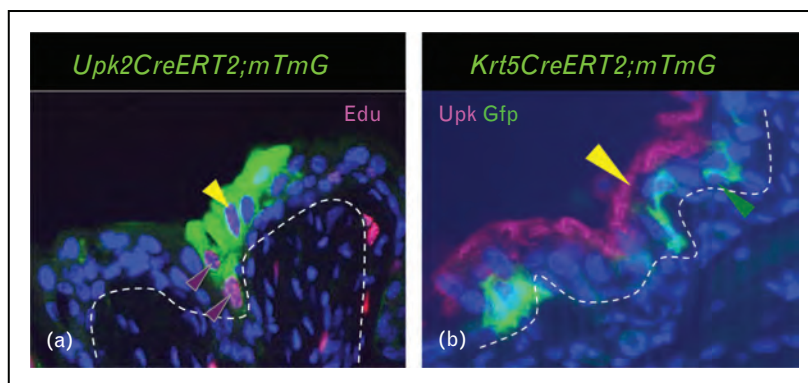 Upk2CreERT2;mTmG
Edu
(a)
Krt5CreERT2;mTmG
Upk Gfp
(b)